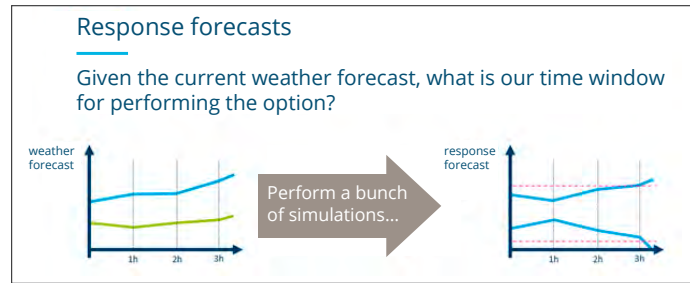 Response forecasts
Given the current weather forecast, what is our time window
for performing the option?
weather
forecast
1h
2h
3h
Perform a bunch
of simulations...
response
forecast
1h
2h
3h